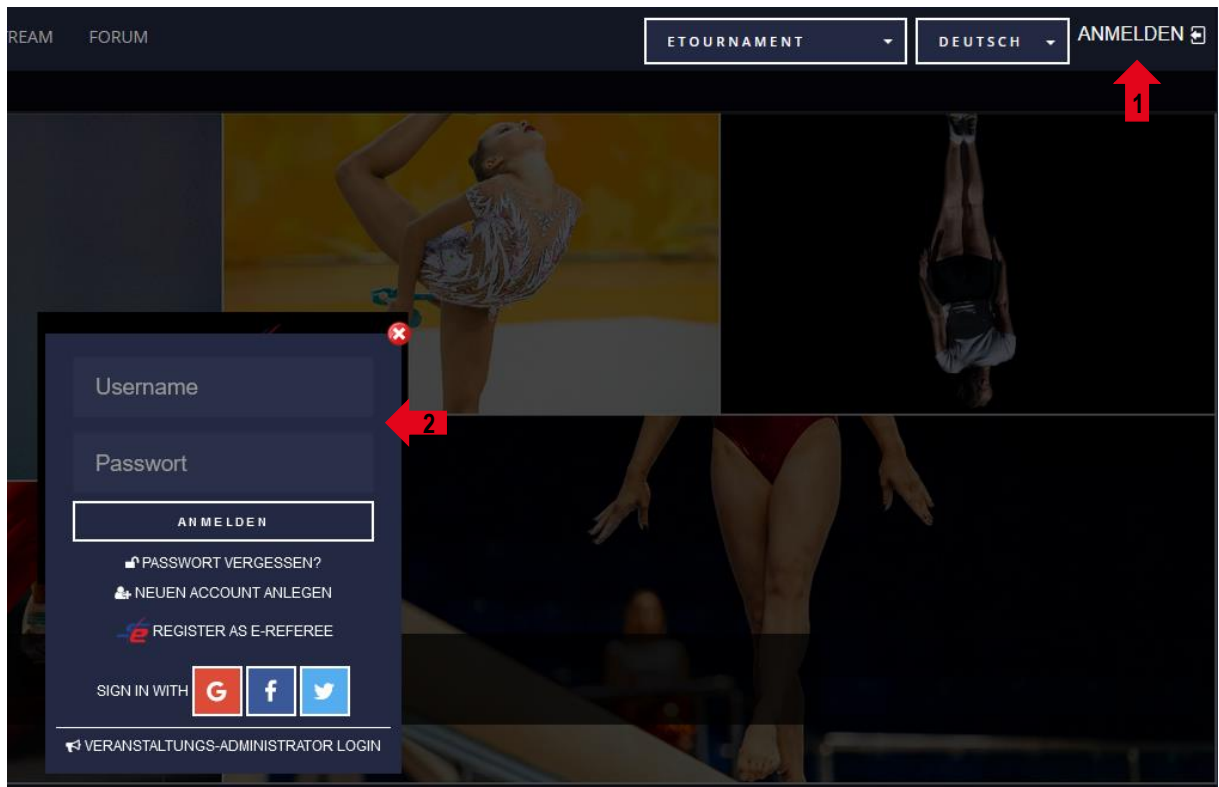 REAM FORUM ETOURNAMENT DEUTSCH ANMELDEN
1
Username
2
Passwort
ANMELDEN
PASSWORT VERGESSEN?
NEUEN ACCOUNT ANLEGEN
e REGISTER AS E-REFEREE
SIGN IN WITH G f
VERANSTALTUNGS-ADMINISTRATOR LOGIN